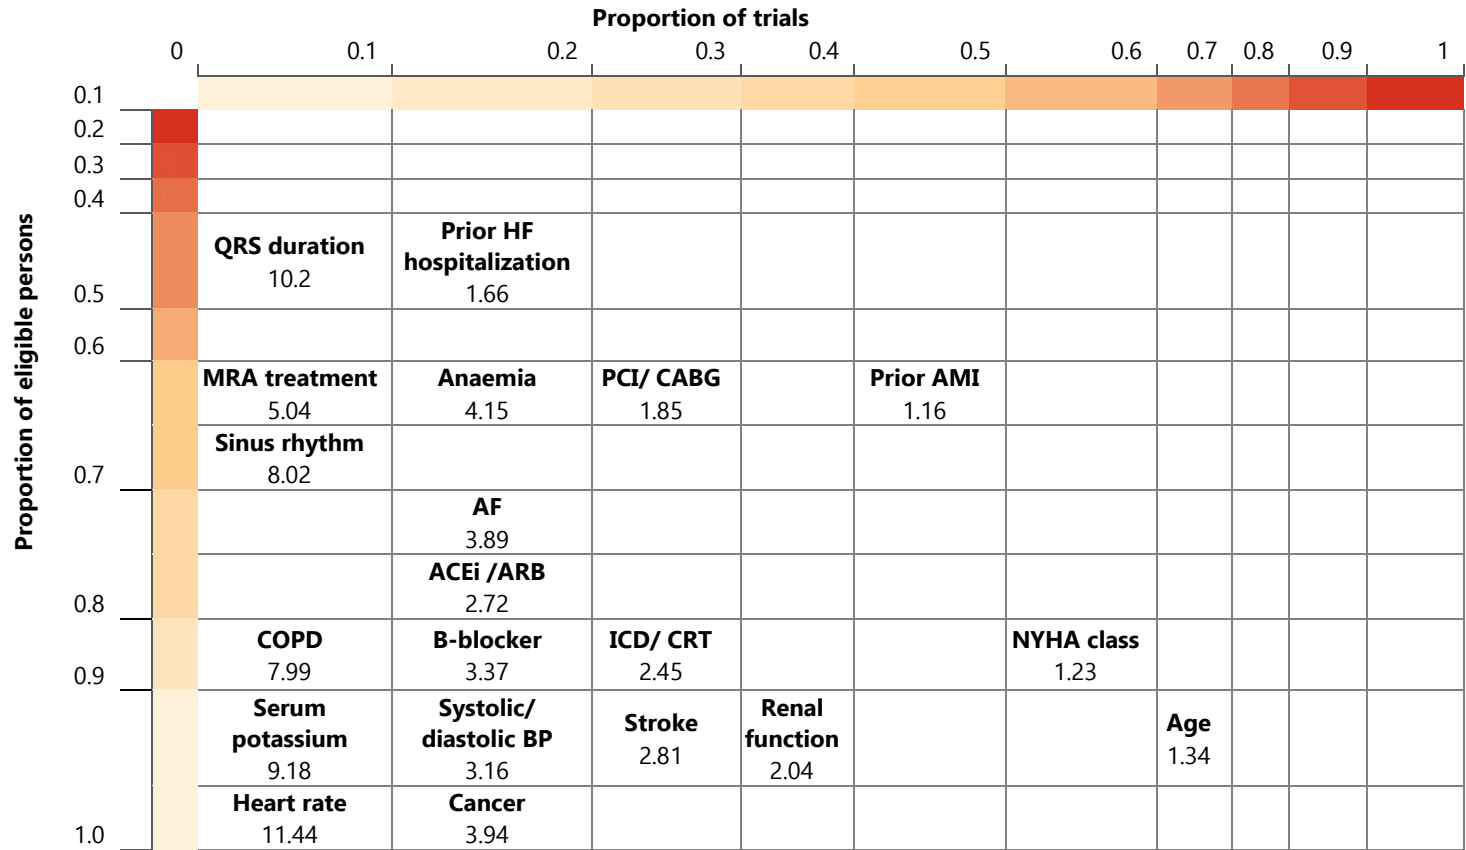 Proportion of trials
0 0.1 0.2 0.3 0.4 0.5 0.6 0.7 0.8 0.9 1
Proportion of eligible persons
0.1
0.2
0.3
0.4
0
QRS duration
10.2
Prior HF
hospitalization
1.66
0.5
0.6
MRA treatment Anaemia PCI/ CABG Prior AMI
5.04 4.15 1.85 1.16
Sinus rhythm
8.02
0.7
AF
3.89
ACEi /ARB
2.72
0.8
COPD B-blocker ICD/ CRT NYHA class
7.99 3.37 2.45 1.23
0.9
Serum
potassium
9.18
Systolic/
diastolic BP
3.16
Stroke
2.81
Renal
function
2.04
Age
1.34
Heart rate Cancer
11.44 3.94
1.0